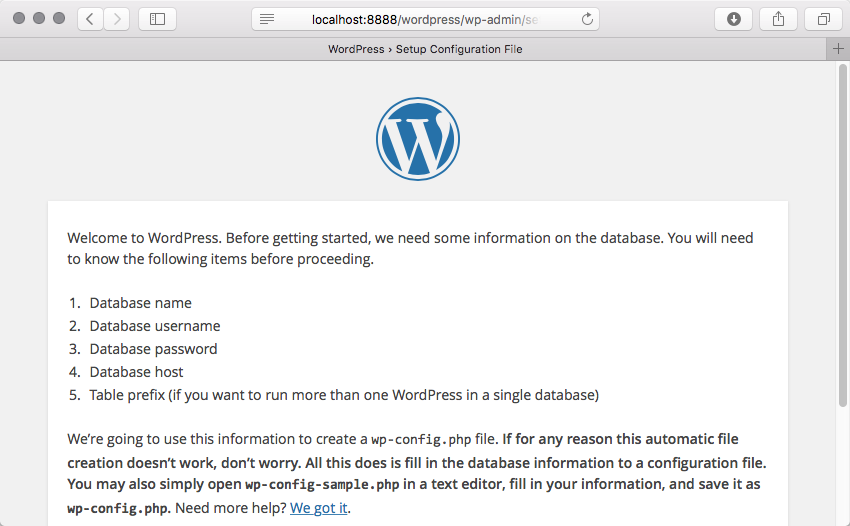 localhost:8888/wordpress/wp-admin/se
WordPress › Setup Configuration File
Welcome to WordPress. Before getting started, we need some information on the database. You will need
to know the following items before proceeding.
1. Database name
2. Database username
3. Database password
4. Database host
5. Table prefix (if you want to run more than one WordPress in a single database)
We’re going to use this information to create a wp-config.php file. If for any reason this automatic file
creation doesn’t work, don’t worry. All this does is fill in the database information to a configuration file.
You may also simply open wp-config-sample.php in a text editor, fill in your information, and save it as
wp-config.php. Need more help? We got it.